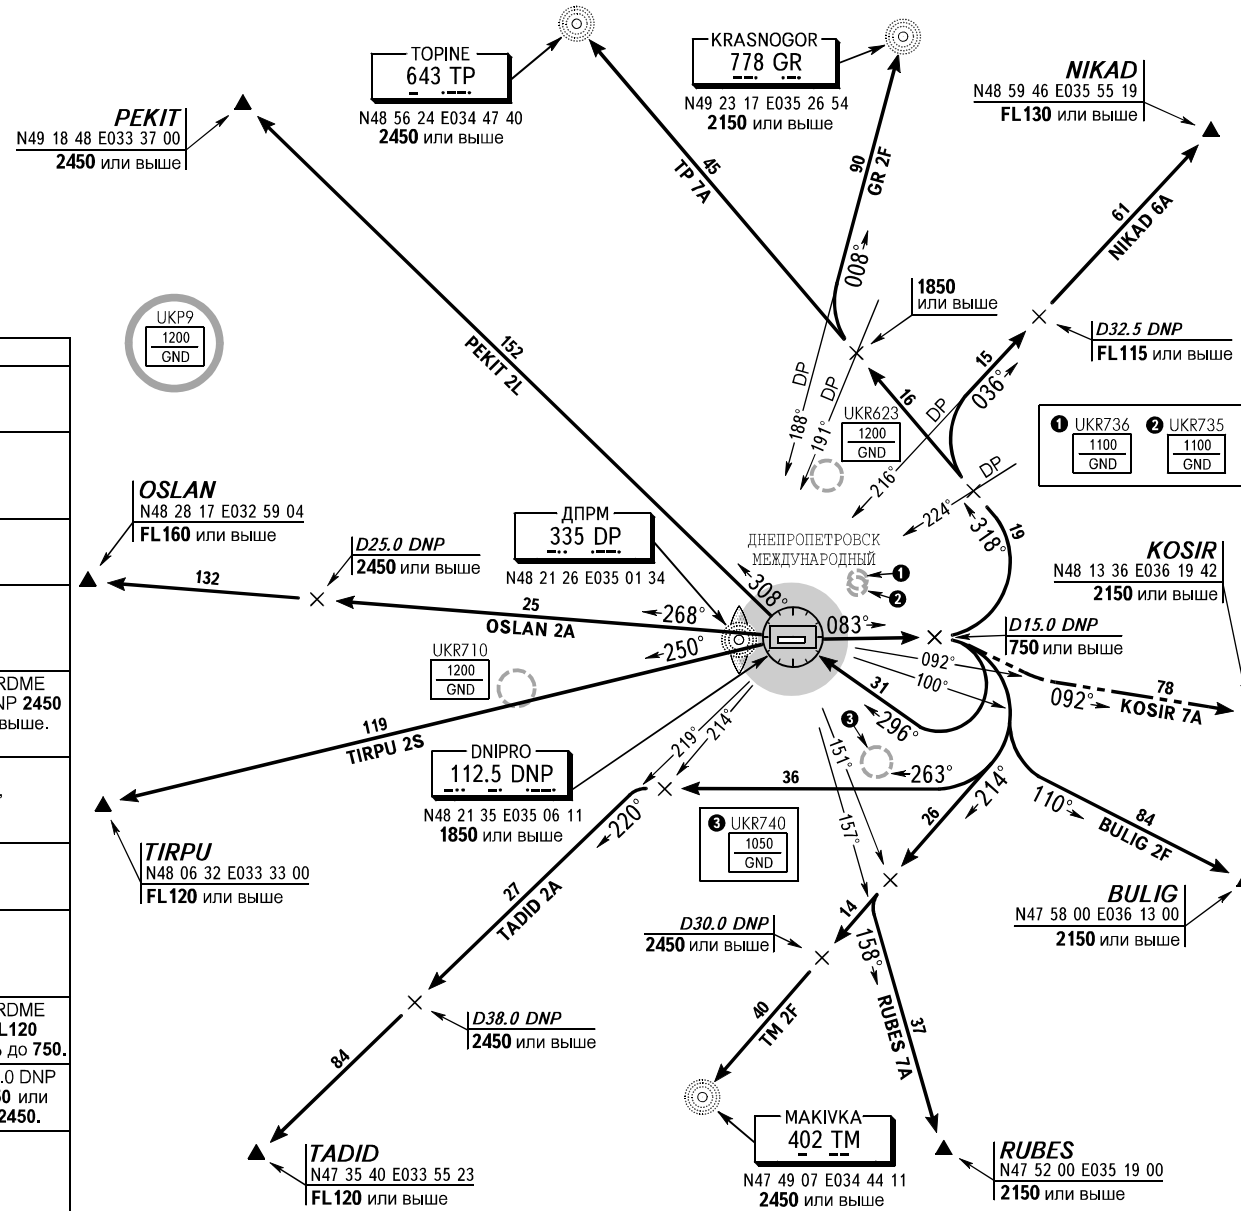 TOPINE
643 TP
N48 56 24 E034 47 40
2450 или выше
KRASNOGOR
778 GR
N49 23 17 E035 26 54
2150 или выше
NIKAD
N48 59 46 E035 55 19
FL130 или выше
PEKIT
N49 18 48 E033 37 00
2450 или выше
45
TP 7A
90
GR 2F
61
NIKAD 6A
008°
UKP9
1200
GND
152
PEKIT 2L
1850
или выше
D32.5 DNP
FL115 или выше
15
036°
16
DP
DP
DP
DP
188°
191°
216°
224°
UKR623
1200
GND
1 UKR736
1100
GND
2 UKR735
1100
GND
OSLAN
N48 28 17 E032 59 04
FL160 или выше
D25.0 DNP
2450 или выше
ДПРМ
335 DP
N48 21 26 E035 01 34
ДНЕПРОПЕТРОВСК
МЕЖДУНАРОДНЫЙ
1
2
318°
19
KOSIR
N48 13 36 E036 19 42
2150 или выше
132
25
OSLAN 2A
268°
308°
083°
D15.0 DNP
750 или выше
250°
UKR710
1200
GND
092°
100°
31
296°
092°
78
KOSIR 7A
RDME
NP 2450
выше.
119
TIRPU 2S
DNIPRO
112.5 DNP
N48 21 35 E035 06 11
1850 или выше
219°
214°
151°
157°
3
263°
36
214°
26
110°
84
BULIG 2F
220°
3 UKR740
1050
GND
TIRPU
N48 06 32 E033 33 00
FL120 или выше
BULIG
N47 58 00 E036 13 00
2150 или выше
27
TADID 2A
D30.0 DNP
2450 или выше
14
158°
37
RUBES 7A
40
TM 2F
D38.0 DNP
2450 или выше
84
RDME
L120
до 750.
.0 DNP
или
2450.
MAKIVKA
402 TM
N47 49 07 E034 44 11
2450 или выше
TADID
N47 35 40 E033 55 23
FL120 или выше
RUBES
N47 52 00 E035 19 00
2150 или выше